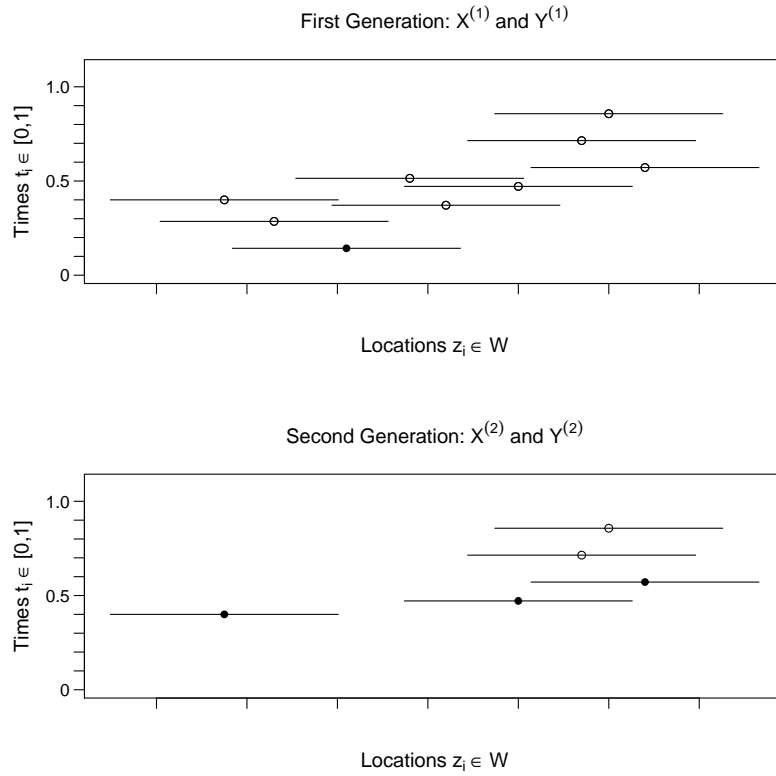 First Generation: X⁽¹⁾ and Y⁽¹⁾
Times tᵢ ∈ [0,1]
1.0
0.5
0
Locations zᵢ ∈ W
Second Generation: X⁽²⁾ and Y⁽²⁾
Times tᵢ ∈ [0,1]
1.0
0.5
0
Locations zᵢ ∈ W